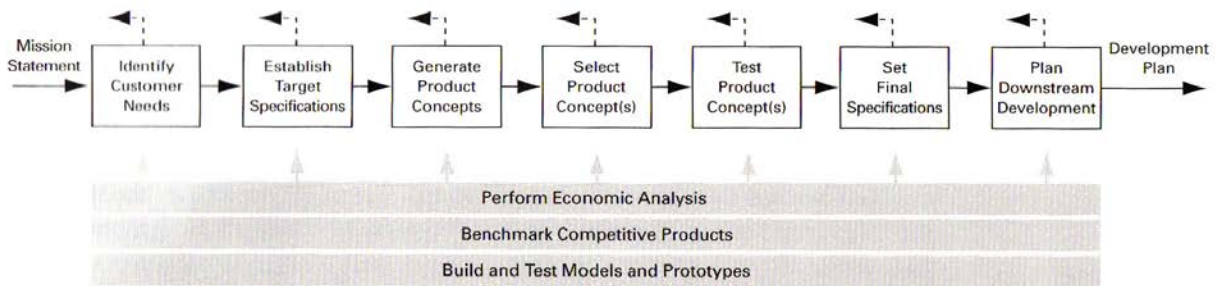 Mission
Statement
Identify
Customer
Needs
Establish
Target
Specifications
Generate
Product
Concepts
Select
Product
Concept(s)
Test
Product
Concept(s)
Set
Final
Specifications
Plan
Downstream
Development
Development
Plan
Perform Economic Analysis
Benchmark Competitive Products
Build and Test Models and Prototypes